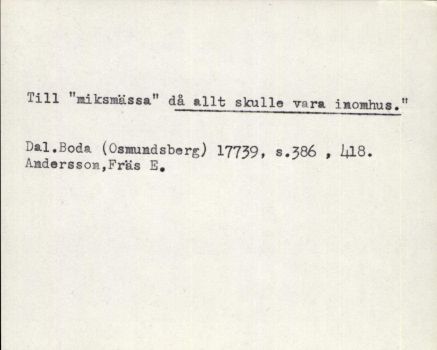 Till "miksmässa" då allt skulle vara inomhus."
Dal.Boda (Osmundsberg) 17739, s.386 , 418.
Andersson,Fräs E.